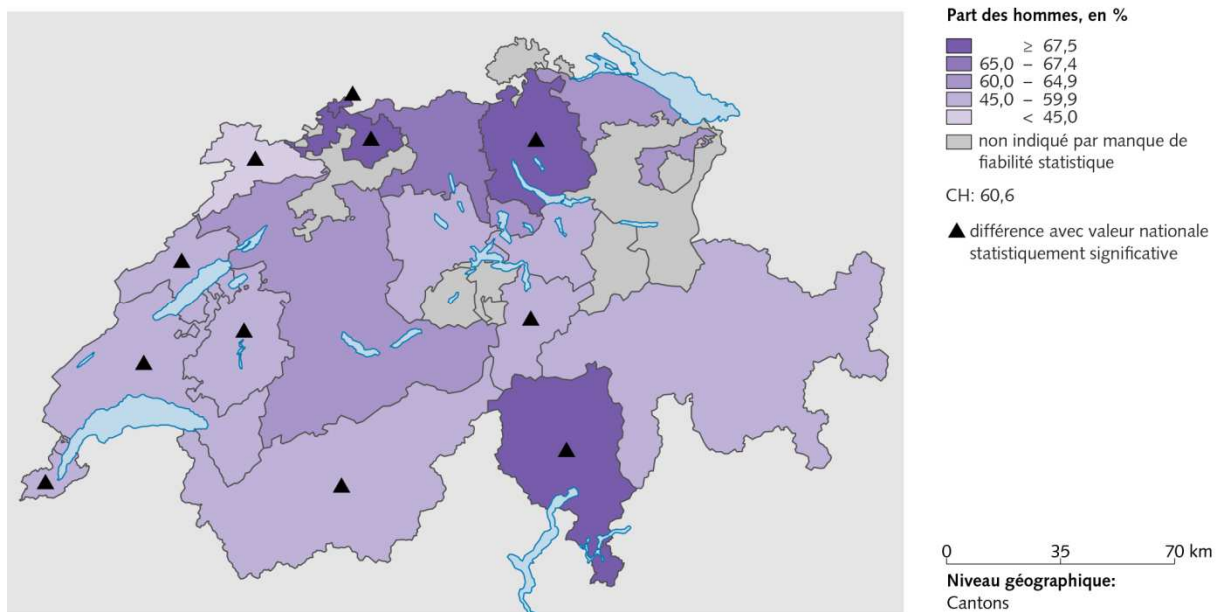 Part des hommes, en %
≥ 67,5
65,0 – 67,4
60,0 – 64,9
45,0 – 59,9
< 45,0
non indiqué par manque de
fiabilité statistique
CH: 60,6
▲ différence avec valeur nationale
statistiquement significative
0 35 70 km
Niveau géographique:
Cantons